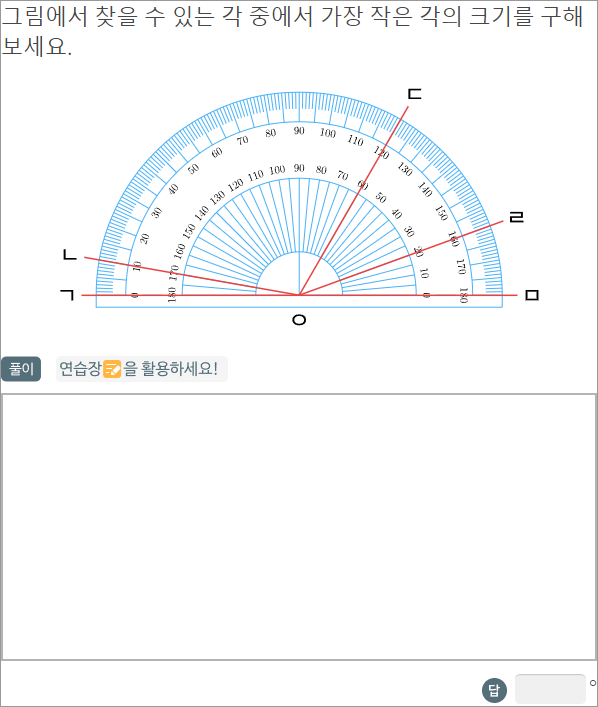 그림에서 찾을 수 있는 각 중에서 가장 작은 각의 크기를 구해
보세요.
ㄷ
0 10 20 30 40 50 60 70 80 90 100 110 120 130 140 150 160 170 180
180 170 160 150 140 130 120 110 100 90 80 70 60 50 40 30 20 10 0
ㄹ
ㄴ
ㄱ
ㅁ
ㅇ
풀이 연습장을 활용하세요!
답 °